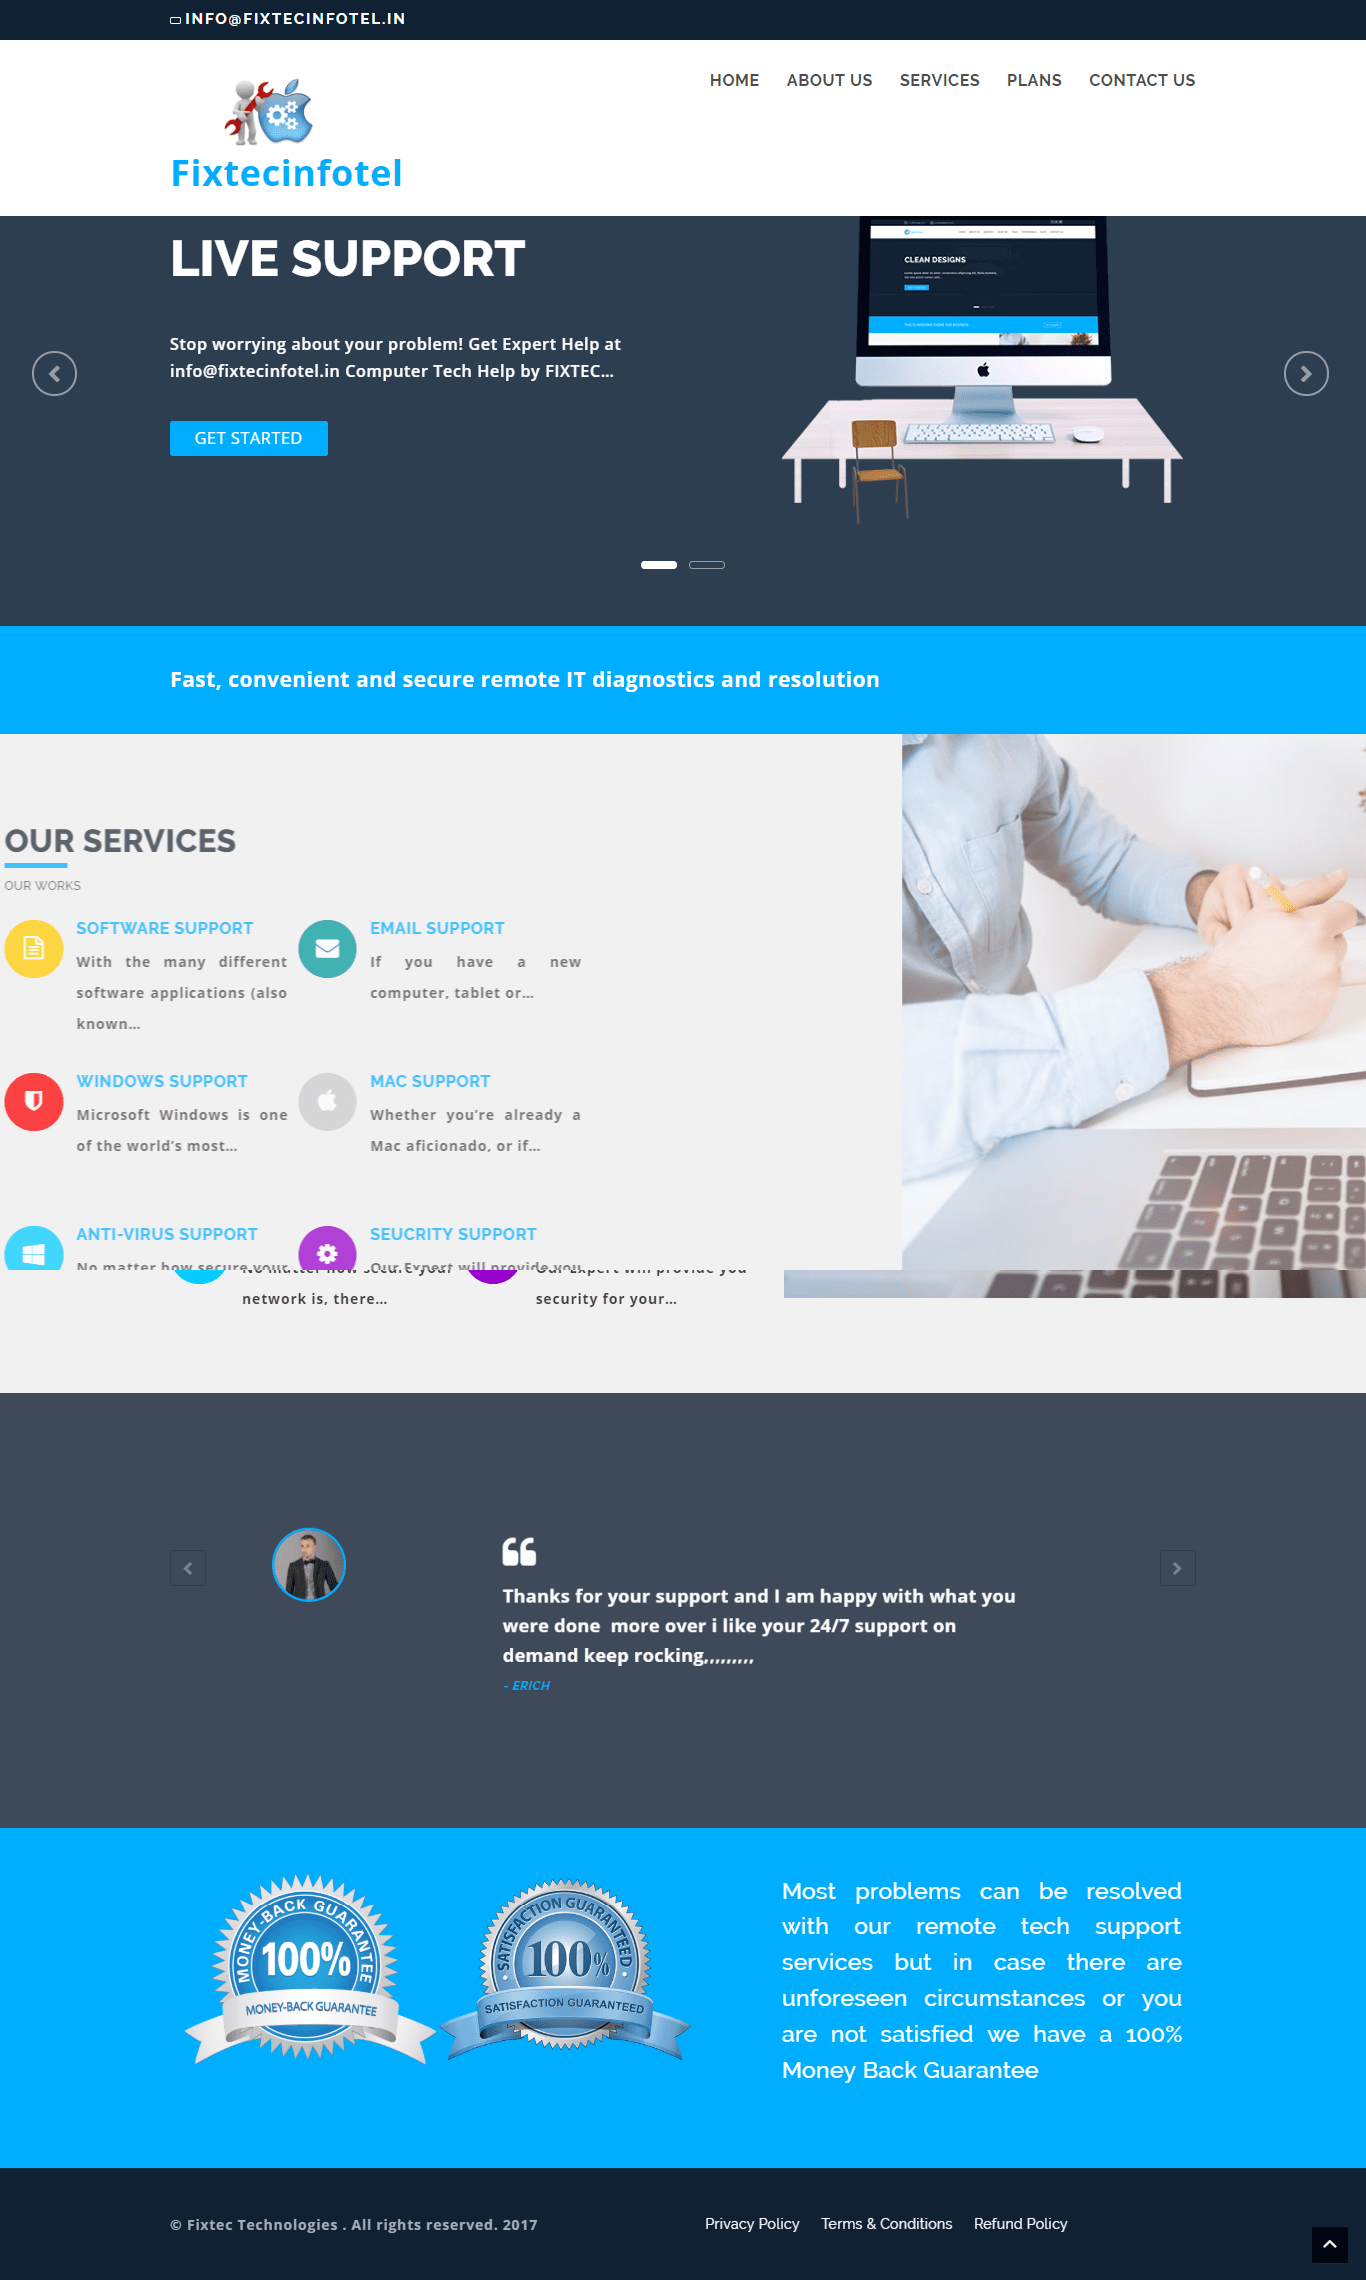 INFO@FIXTECINFOTEL.IN
HOME ABOUT US SERVICES PLANS CONTACT US
Fixtecinfotel
LIVE SUPPORT
Stop worrying about your problem! Get Expert Help at
info@fixtecinfotel.in Computer Tech Help by FIXTEC...
GET STARTED
CLEAN DESIGNS
Fast, convenient and secure remote IT diagnostics and resolution
OUR SERVICES
OUR WORKS
SOFTWARE SUPPORT
With the many different
software applications (also
known...
EMAIL SUPPORT
If you have a new
computer, tablet or...
WINDOWS SUPPORT
Microsoft Windows is one
of the world's most...
MAC SUPPORT
Whether you're already a
Mac aficionado, or if...
ANTI-VIRUS SUPPORT
No matter how secure your
network is, there...
SEUCRITY SUPPORT
Our Expert will provide you
security for your...
Thanks for your support and I am happy with what you
were done  more over i like your 24/7 support on
demand keep rocking,,,,,,,,,
- ERICH
MONEY-BACK GUARANTEE
100%
MONEY-BACK GUARANTEE
SATISFACTION GUARANTEED
100%
SATISFACTION GUARANTEED
Most problems can be resolved
with our remote tech support
services but in case there are
unforeseen circumstances or you
are not satisfied we have a 100%
Money Back Guarantee
© Fixtec Technologies . All rights reserved. 2017
Privacy Policy Terms & Conditions Refund Policy